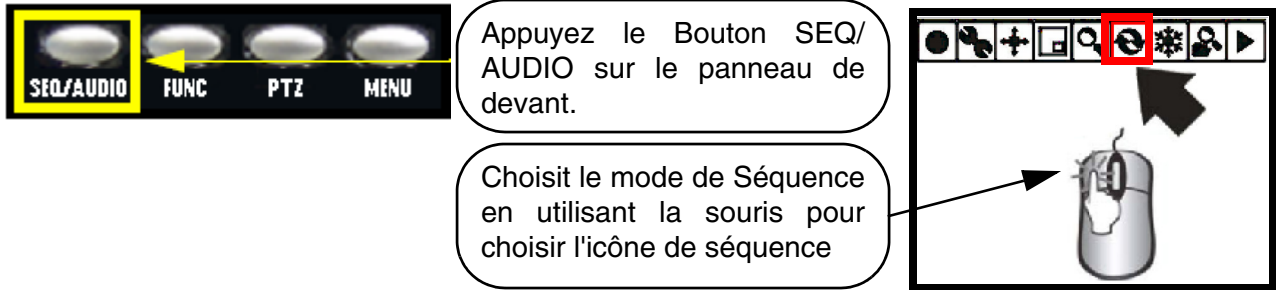 SEQ/AUDIO FUNC PTZ MENU
Appuyez le Bouton SEQ/
AUDIO sur le panneau de
devant.
Choisit le mode de Séquence
en utilisant la souris pour
choisir l'icône de séquence